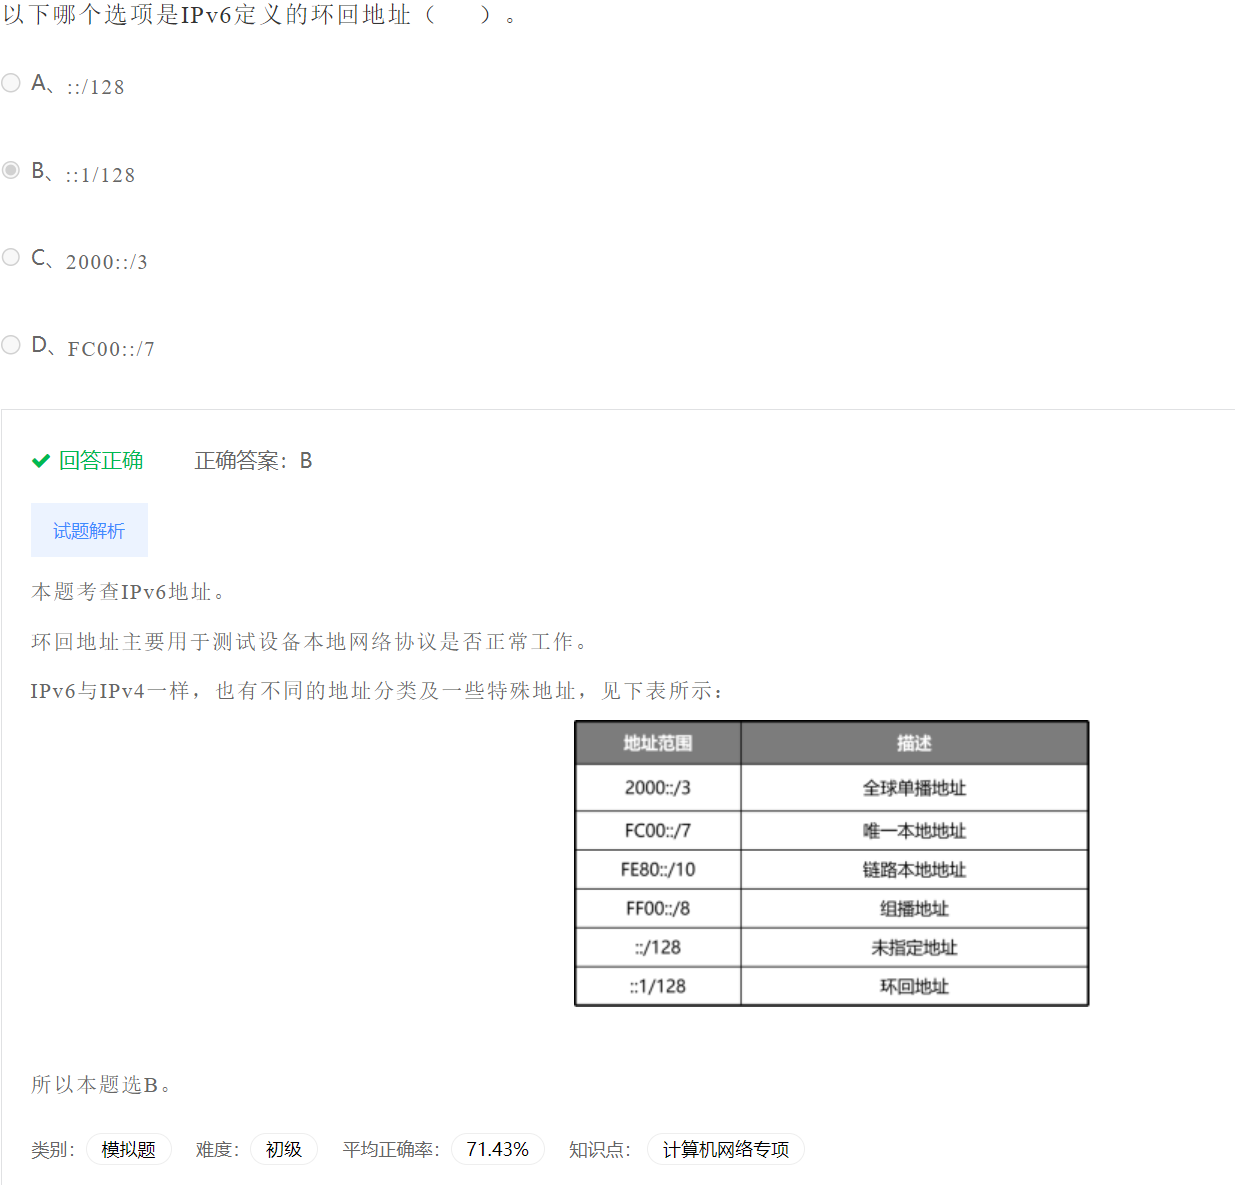 以下哪个选项是IPv6定义的环回地址（　　）。
A、::/128
B、::1/128
C、2000::/3
D、FC00::/7
回答正确 正确答案：B
试题解析
本题考查IPv6地址。
环回地址主要用于测试设备本地网络协议是否正常工作。
IPv6与IPv4一样，也有不同的地址分类及一些特殊地址，见下表所示：
地址范围 描述
2000::/3 全球单播地址
FC00::/7 唯一本地地址
FE80::/10 链路本地地址
FF00::/8 组播地址
::/128 未指定地址
::1/128 环回地址
所以本题选B。
类别： 模拟题 难度： 初级 平均正确率： 71.43% 知识点： 计算机网络专项